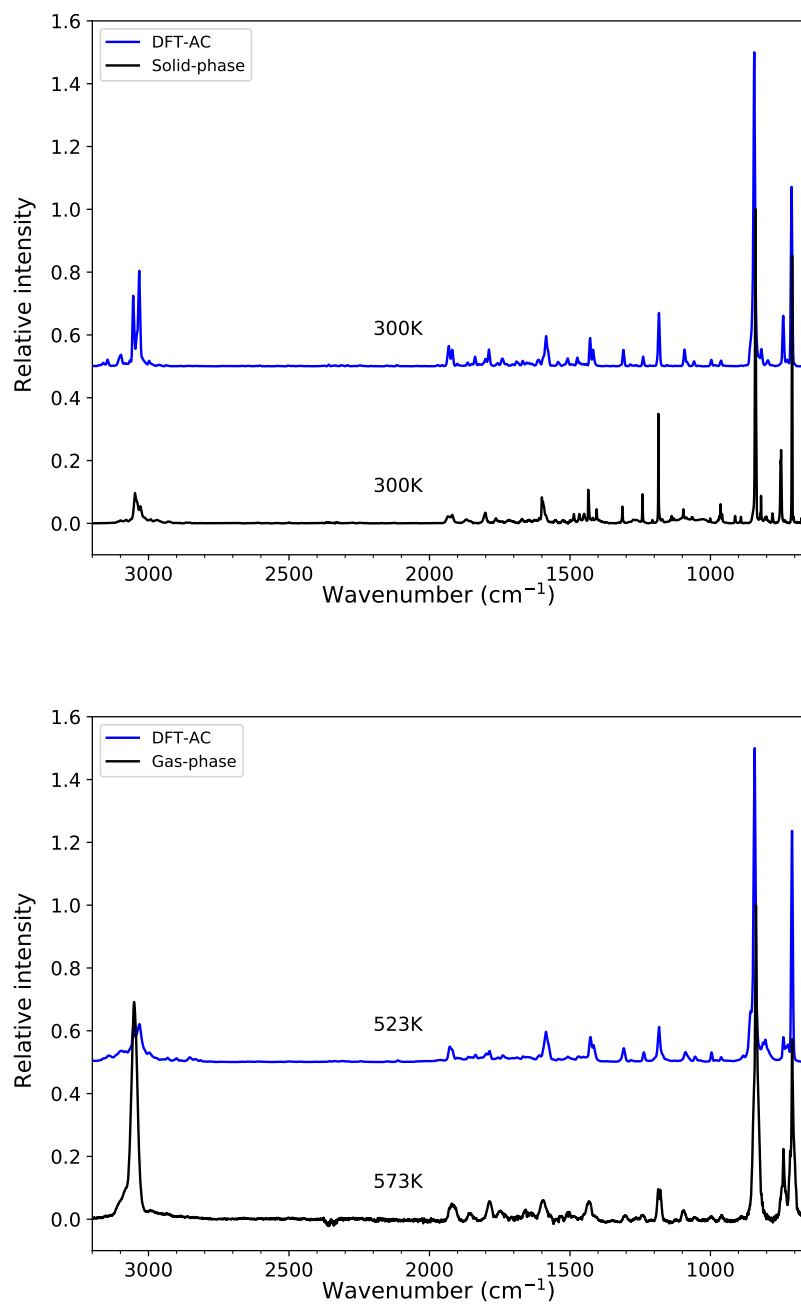 1.6
DFT-AC
Solid-phase
1.4
1.2
1.0
0.8
0.6
0.4
0.2
0.0
Relative intensity
300K
300K
3000 2500 2000 1500 1000
Wavenumber (cm⁻¹)
1.6
DFT-AC
Gas-phase
1.4
1.2
1.0
0.8
0.6
0.4
0.2
0.0
Relative intensity
523K
573K
3000 2500 2000 1500 1000
Wavenumber (cm⁻¹)